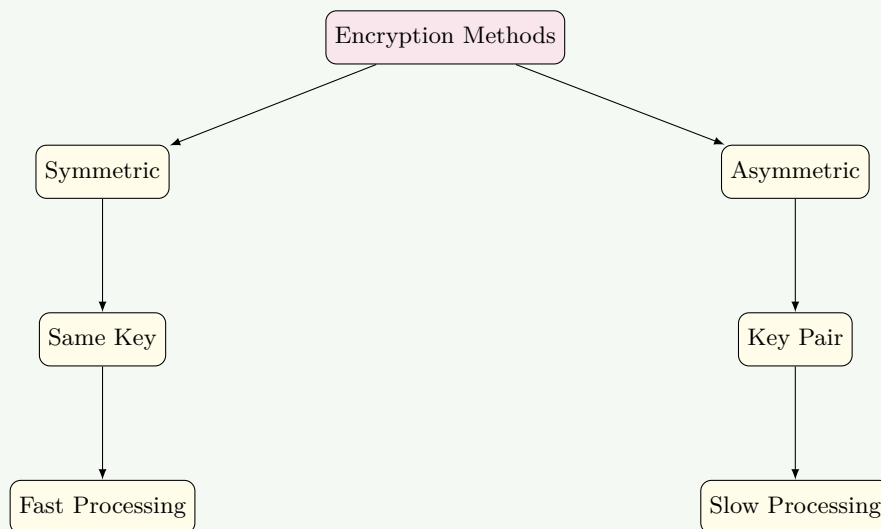 Encryption Methods
Symmetric
Asymmetric
Same Key
Key Pair
Fast Processing
Slow Processing